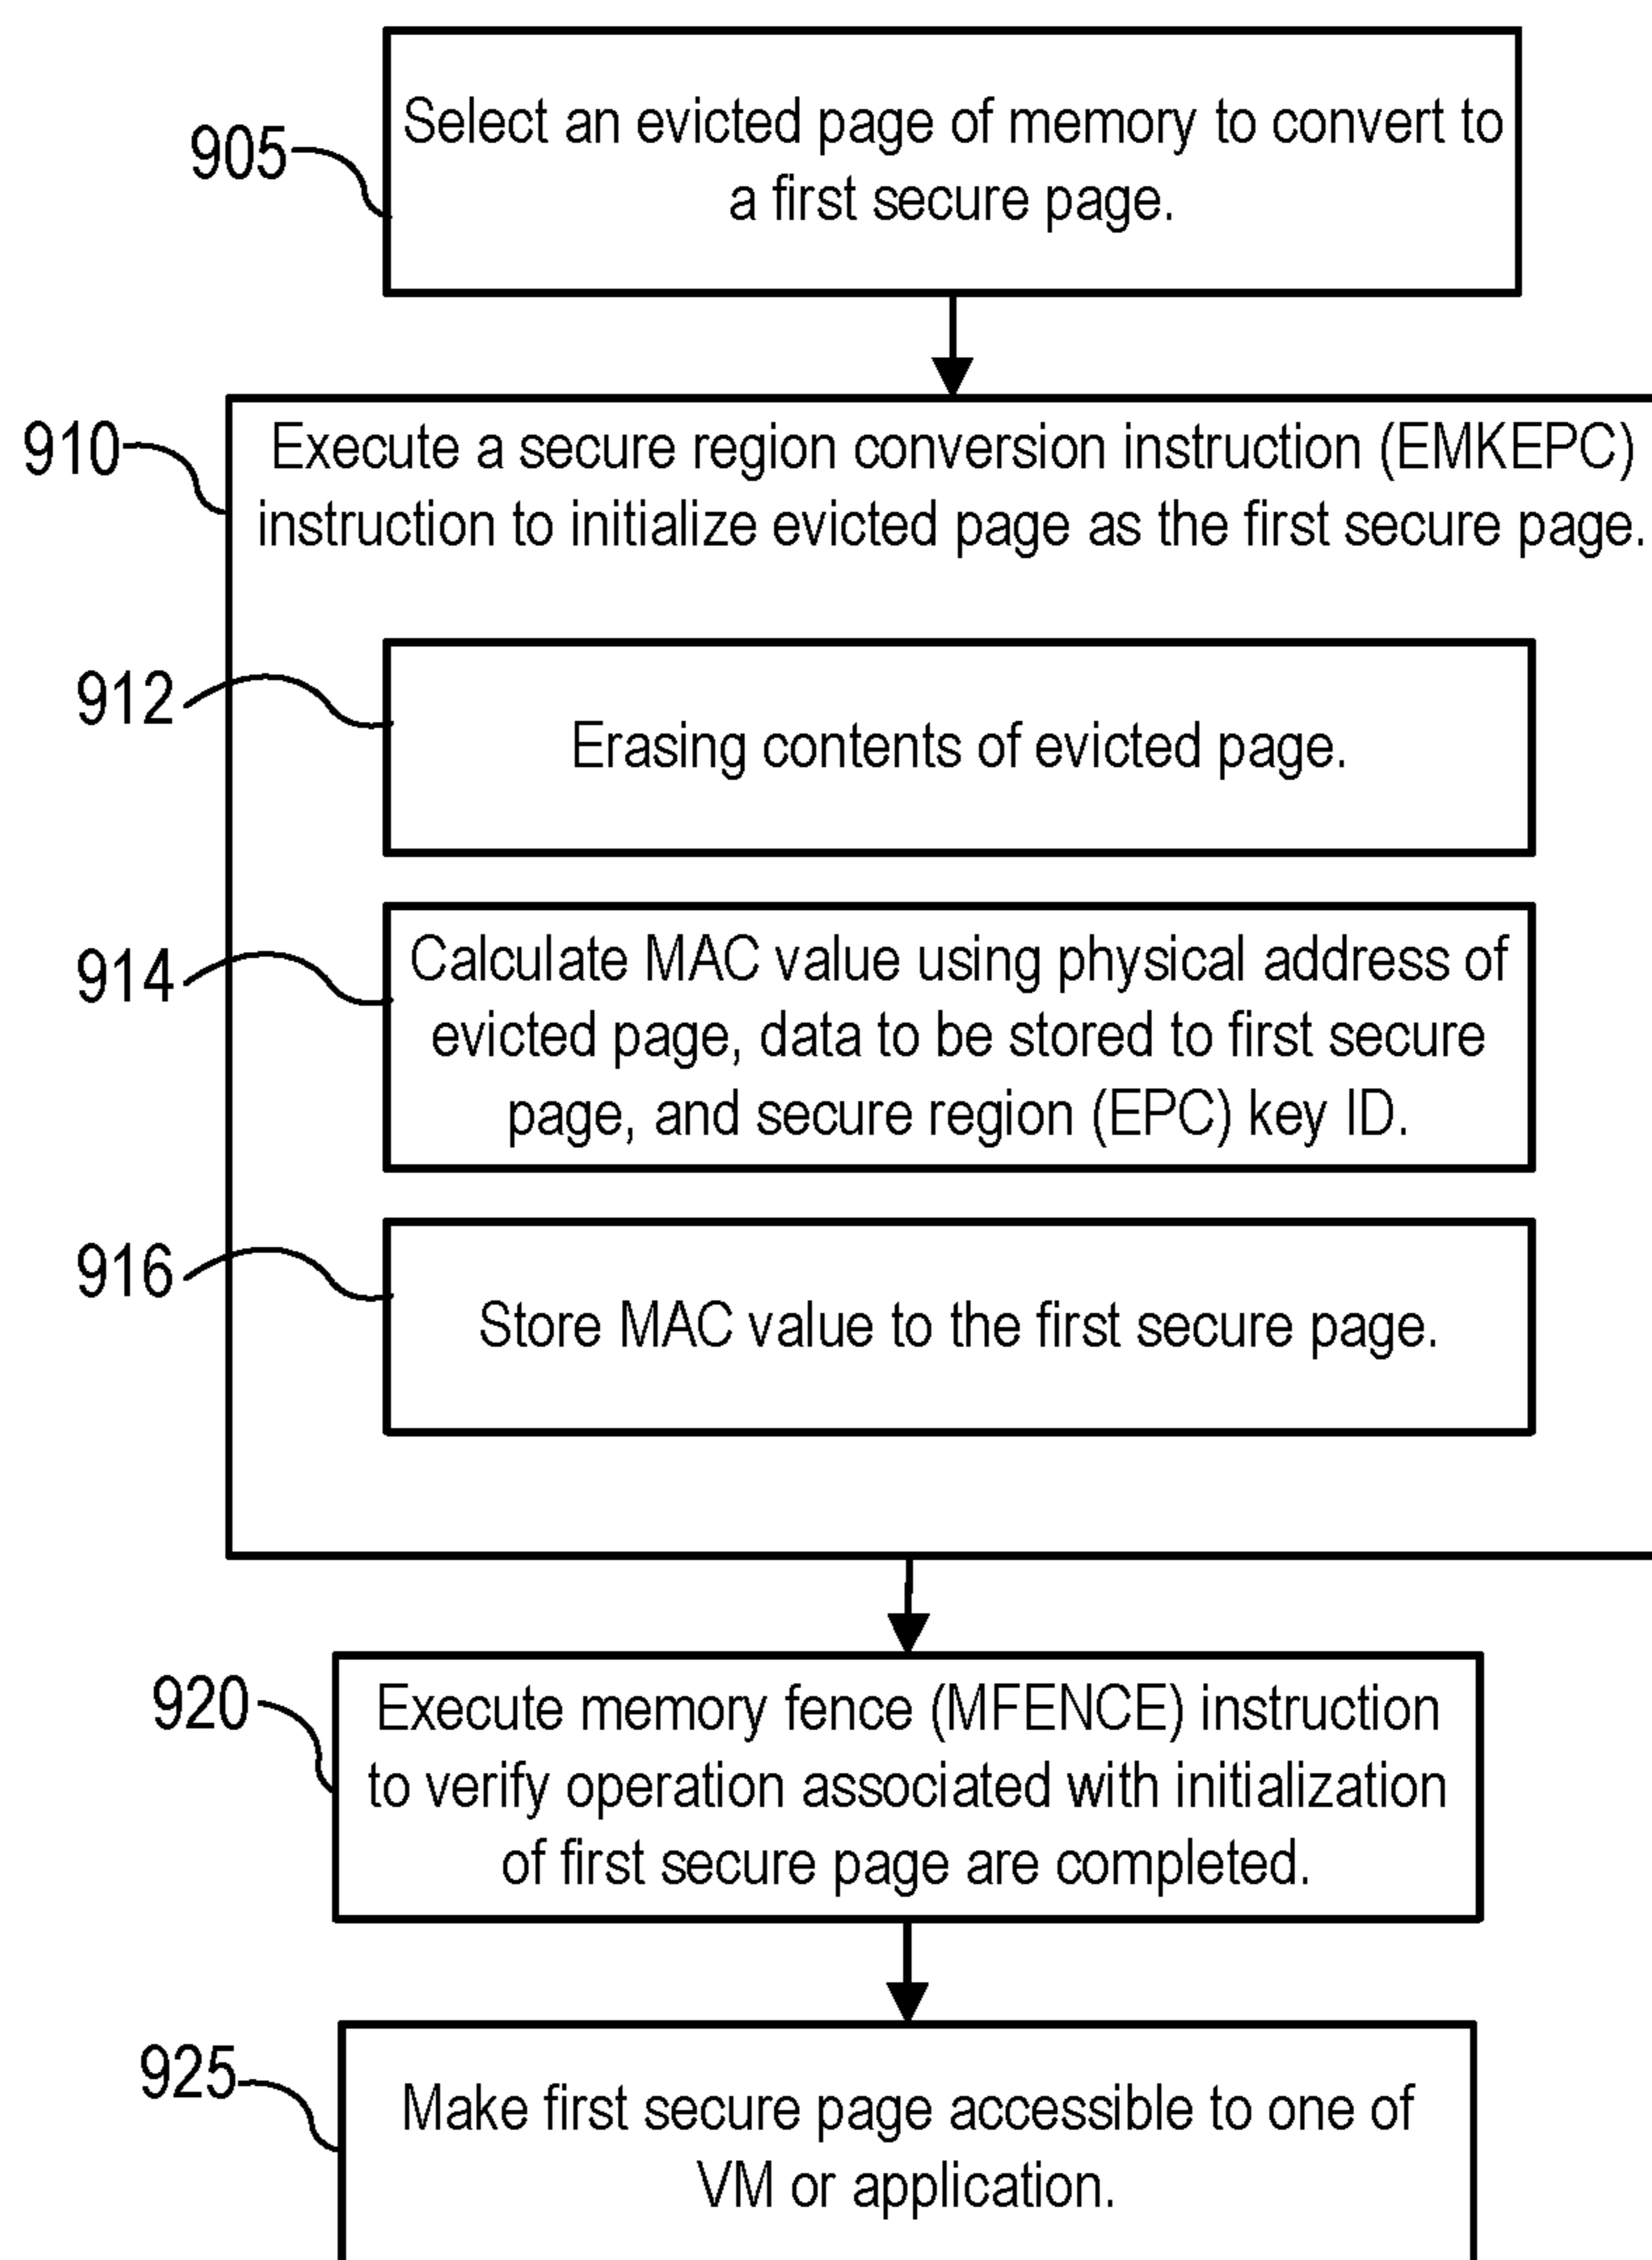 905
Select an evicted page of memory to convert to
a first secure page.
910
Execute a secure region conversion instruction (EMKEPC)
instruction to initialize evicted page as the first secure page.
912
Erasing contents of evicted page.
914
Calculate MAC value using physical address of
evicted page, data to be stored to first secure
page, and secure region (EPC) key ID.
916
Store MAC value to the first secure page.
920
Execute memory fence (MFENCE) instruction
to verify operation associated with initialization
of first secure page are completed.
925
Make first secure page accessible to one of
VM or application.